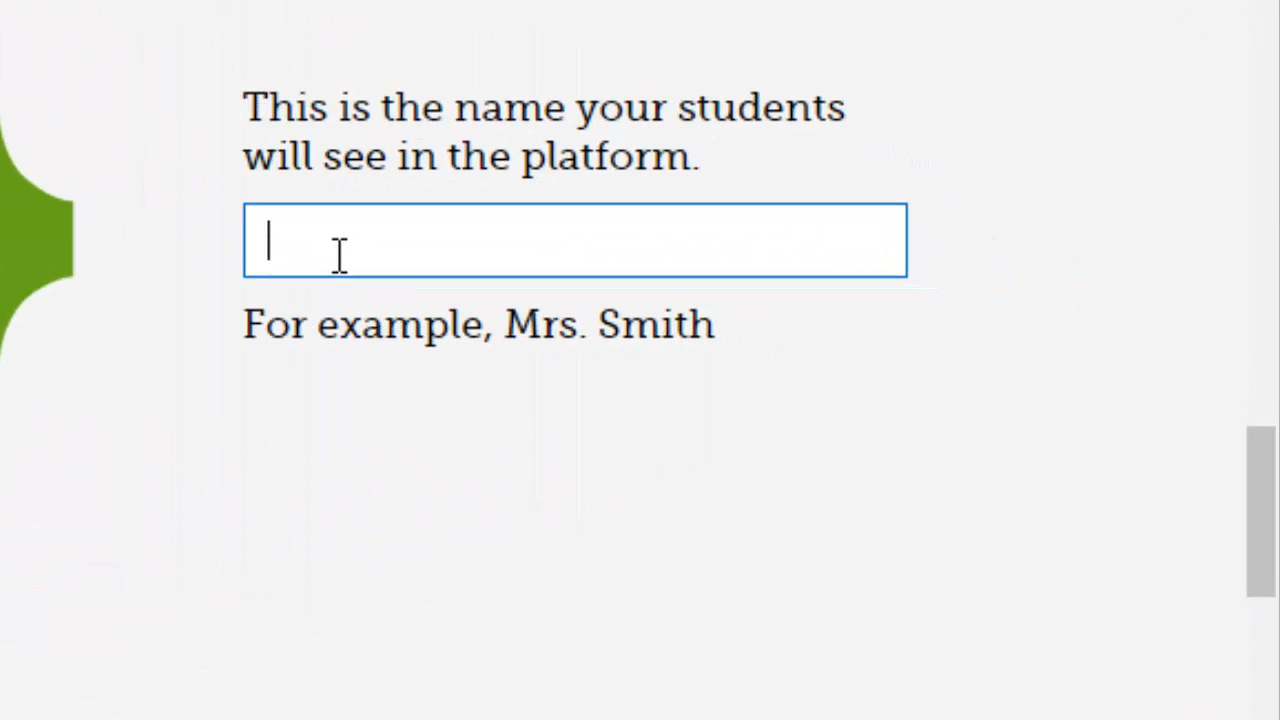 This is the name your students
will see in the platform.
For example, Mrs. Smith